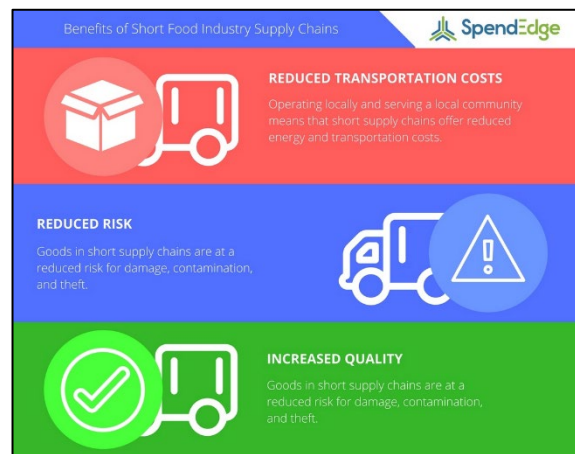 Benefits of Short Food Industry Supply Chains
SpendEdge
REDUCED TRANSPORTATION COSTS
Operating locally and serving a local community
means that short supply chains offer reduced
energy and transportation costs.
REDUCED RISK
Goods in short supply chains are at a
reduced risk for damage, contamination,
and theft.
INCREASED QUALITY
Goods in short supply chains are at a
reduced risk for damage, contamination,
and theft.